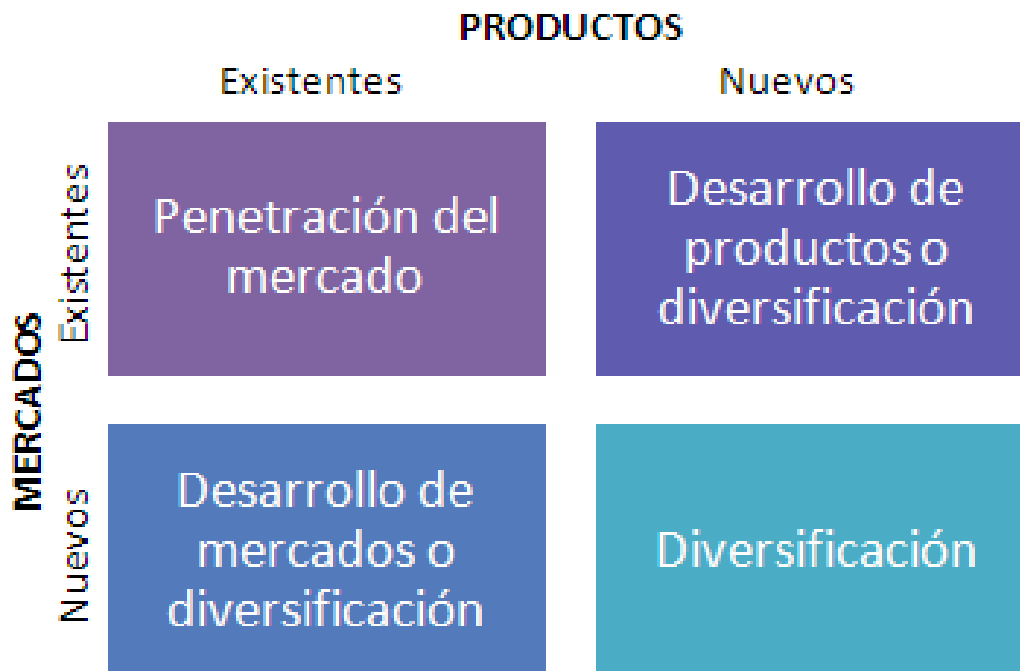 PRODUCTOS
Existentes
Nuevos
MERCADOS
Existentes
Penetración del
mercado
Desarrollo de
productos o
diversificación
Nuevos
Desarrollo de
mercados o
diversificación
Diversificación